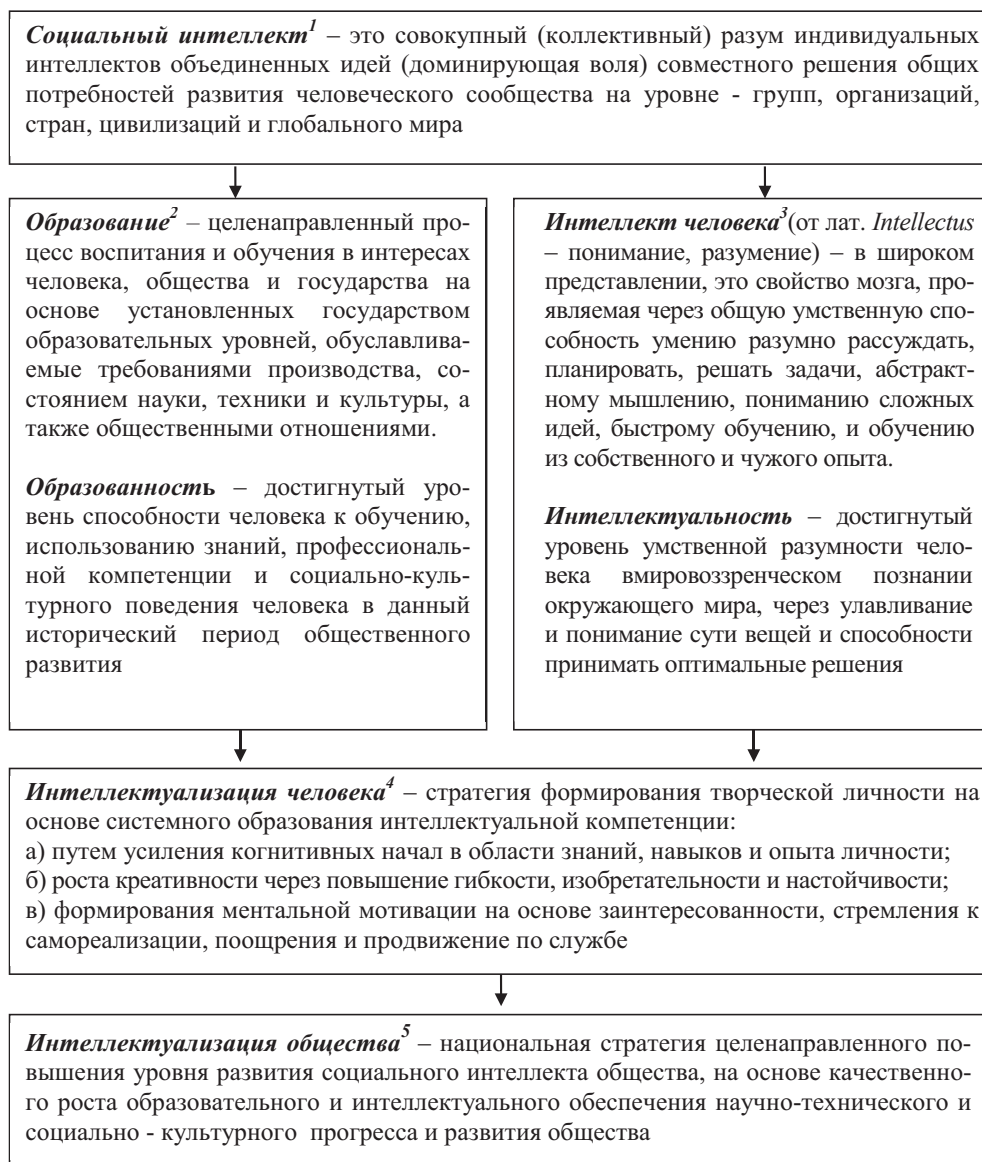 Социальный интеллект¹ – это совокупный (коллективный) разум индивидуальных
интеллектов объединенных идей (доминирующая воля) совместного решения общих
потребностей развития человеческого сообщества на уровне - групп, организаций,
стран, цивилизаций и глобального мира
Образование² – целенаправленный про-
цесс воспитания и обучения в интересах
человека, общества и государства на
основе установленных государством
образовательных уровней, обуславлива-
емые требованиями производства, со-
стоянием науки, техники и культуры, а
также общественными отношениями.
Образованность – достигнутый уро-
вень способности человека к обучению,
использованию знаний, профессиональ-
ной компетенции и социально-куль-
турного поведения человека в данный
исторический период общественного
развития
Интеллект человека³(от лат. Intellectus
– понимание, разумение) – в широком
представлении, это свойство мозга, про-
являемая через общую умственную спо-
собность умению разумно рассуждать,
планировать, решать задачи, абстракт-
ному мышлению, пониманию сложных
идей, быстрому обучению, и обучению
из собственного и чужого опыта.
Интеллектуальность – достигнутый
уровень умственной разумности чело-
века вмировоззренческом познании
окружающего мира, через улавливание
и понимание сути вещей и способности
принимать оптимальные решения
Интеллектуализация человека⁴ – стратегия формирования творческой личности на
основе системного образования интеллектуальной компетенции:
а) путем усиления когнитивных начал в области знаний, навыков и опыта личности;
б) роста креативности через повышение гибкости, изобретательности и настойчивости;
в) формирования ментальной мотивации на основе заинтересованности, стремления к
самореализации, поощрения и продвижение по службе
Интеллектуализация общества⁵ – национальная стратегия целенаправленного по-
вышения уровня развития социального интеллекта общества, на основе качественно-
го роста образовательного и интеллектуального обеспечения научно-технического и
социально - культурного прогресса и развития общества